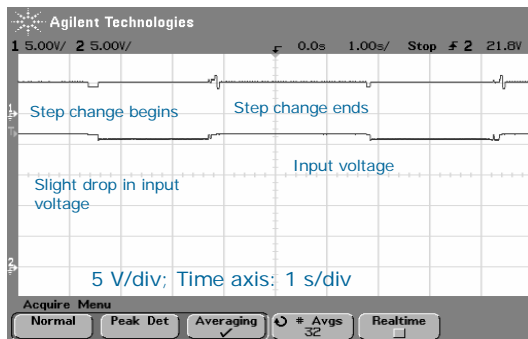 Agilent Technologies
1 5.00V/ 2 5.00V/ 0.0s 1.00s/ Stop 2 21.8V
1
Step change begins
Step change ends
Input voltage
Slight drop in input
voltage
2
5 V/div; Time axis: 1 s/div
Acquire Menu
Normal
Peak Det
Averaging
# Avgs
32
Realtime